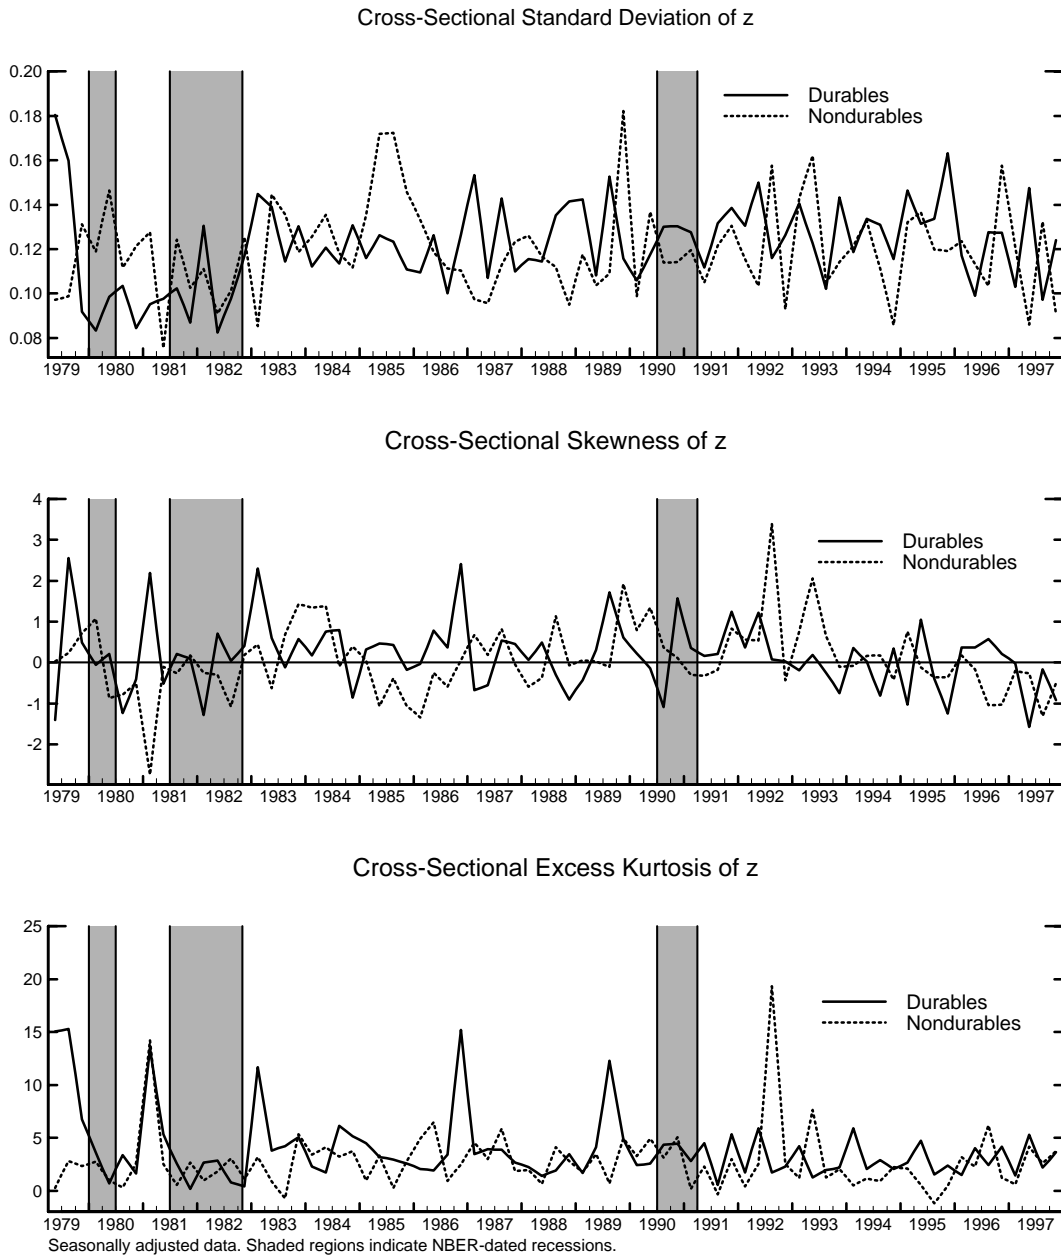 Cross-Sectional Standard Deviation of z
0.20
0.18
0.16
0.14
0.12
0.10
0.08
Durables
Nondurables
1979 1980 1981 1982 1983 1984 1985 1986 1987 1988 1989 1990 1991 1992 1993 1994 1995 1996 1997
Cross-Sectional Skewness of z
4
3
2
1
0
-1
-2
Durables
Nondurables
1979 1980 1981 1982 1983 1984 1985 1986 1987 1988 1989 1990 1991 1992 1993 1994 1995 1996 1997
Cross-Sectional Excess Kurtosis of z
25
20
15
10
5
0
Durables
Nondurables
1979 1980 1981 1982 1983 1984 1985 1986 1987 1988 1989 1990 1991 1992 1993 1994 1995 1996 1997
Seasonally adjusted data. Shaded regions indicate NBER-dated recessions.